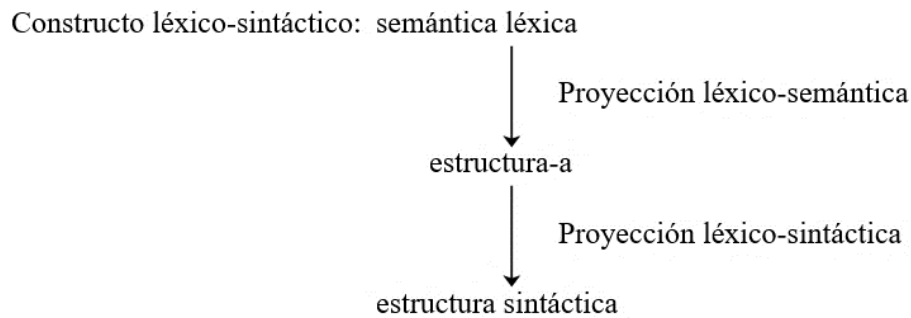 Constructo léxico-sintáctico: semántica léxica
Proyección léxico-semántica
estructura-a
Proyección léxico-sintáctica
estructura sintáctica